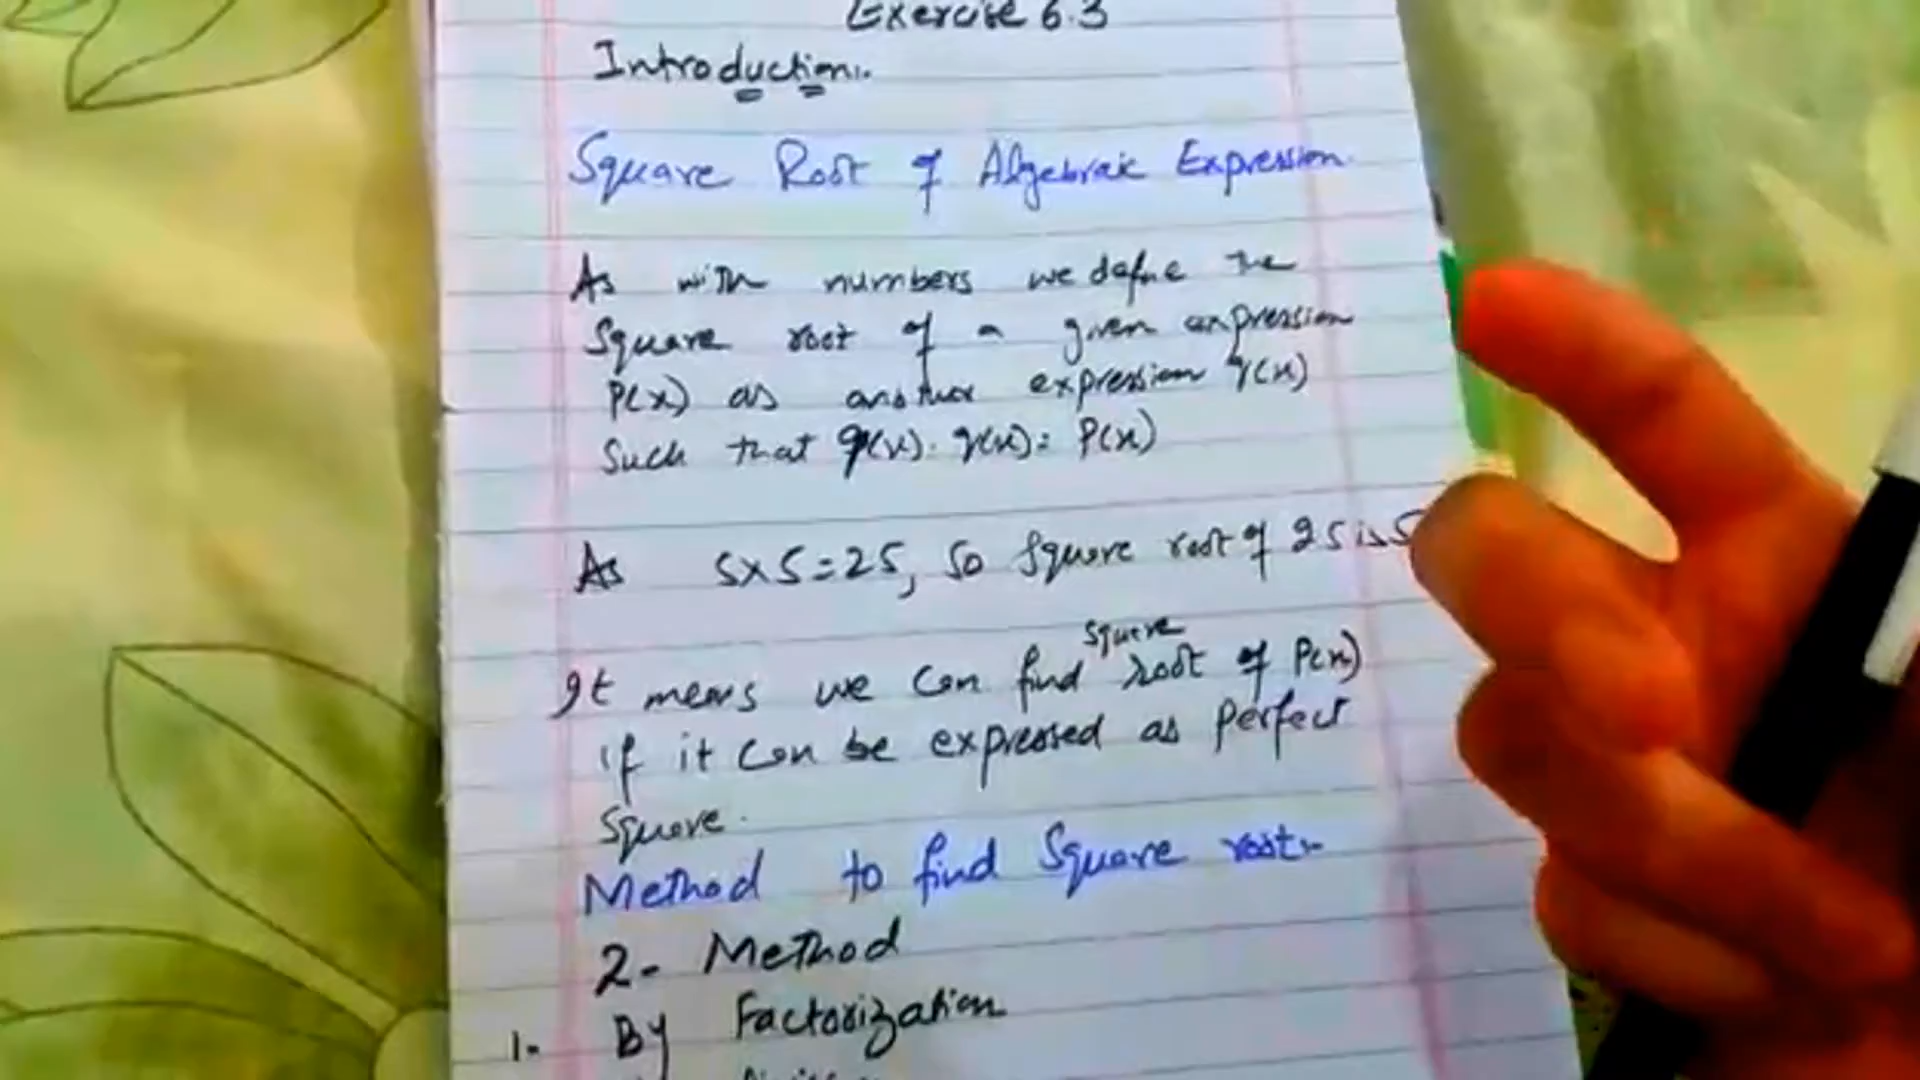 Exercise 6.3
Introduction:-
Square Root of Algebraic Expression
As with numbers we define the
Square root of a given expression
P(x) as another expression q(x)
Such that q(x). q(x)= P(x)
As 5x5=25, So Square root of 25 is 5
It means we can find square root of P(x)
if it can be expressed as perfect
Square.
Method to find Square root:-
2- Method
1- By Factorization